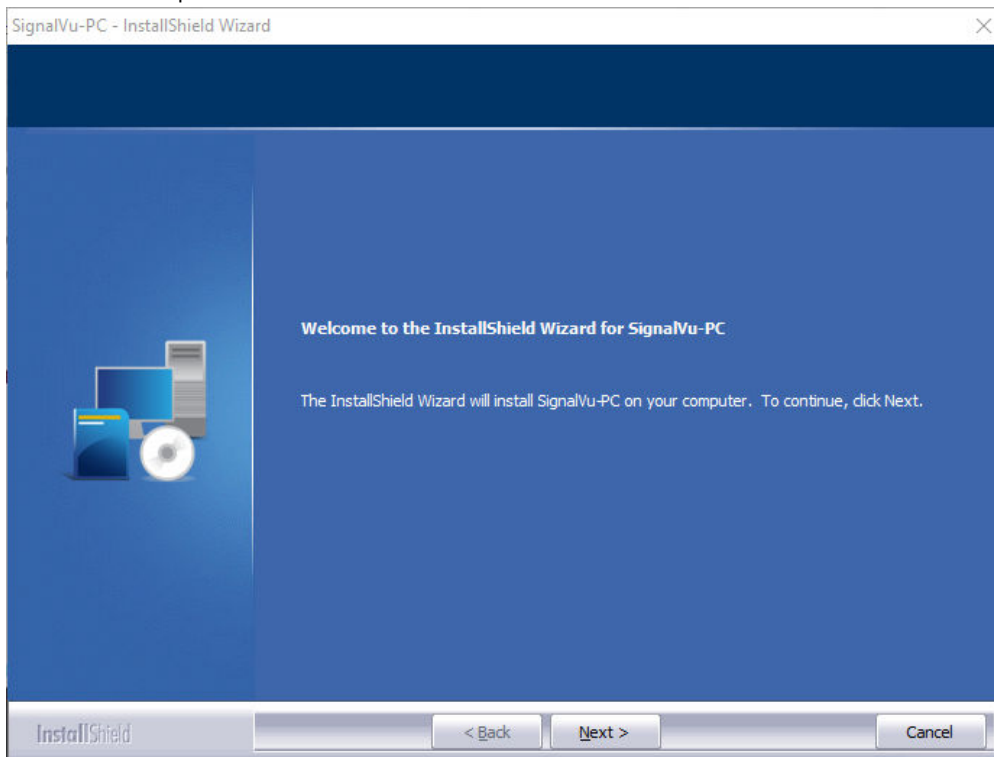 SignalVu-PC - InstallShield Wizard
Welcome to the InstallShield Wizard for SignalVu-PC
The InstallShield Wizard will install SignalVu-PC on your computer. To continue, click Next.
InstallShield
< Back
Next >
Cancel